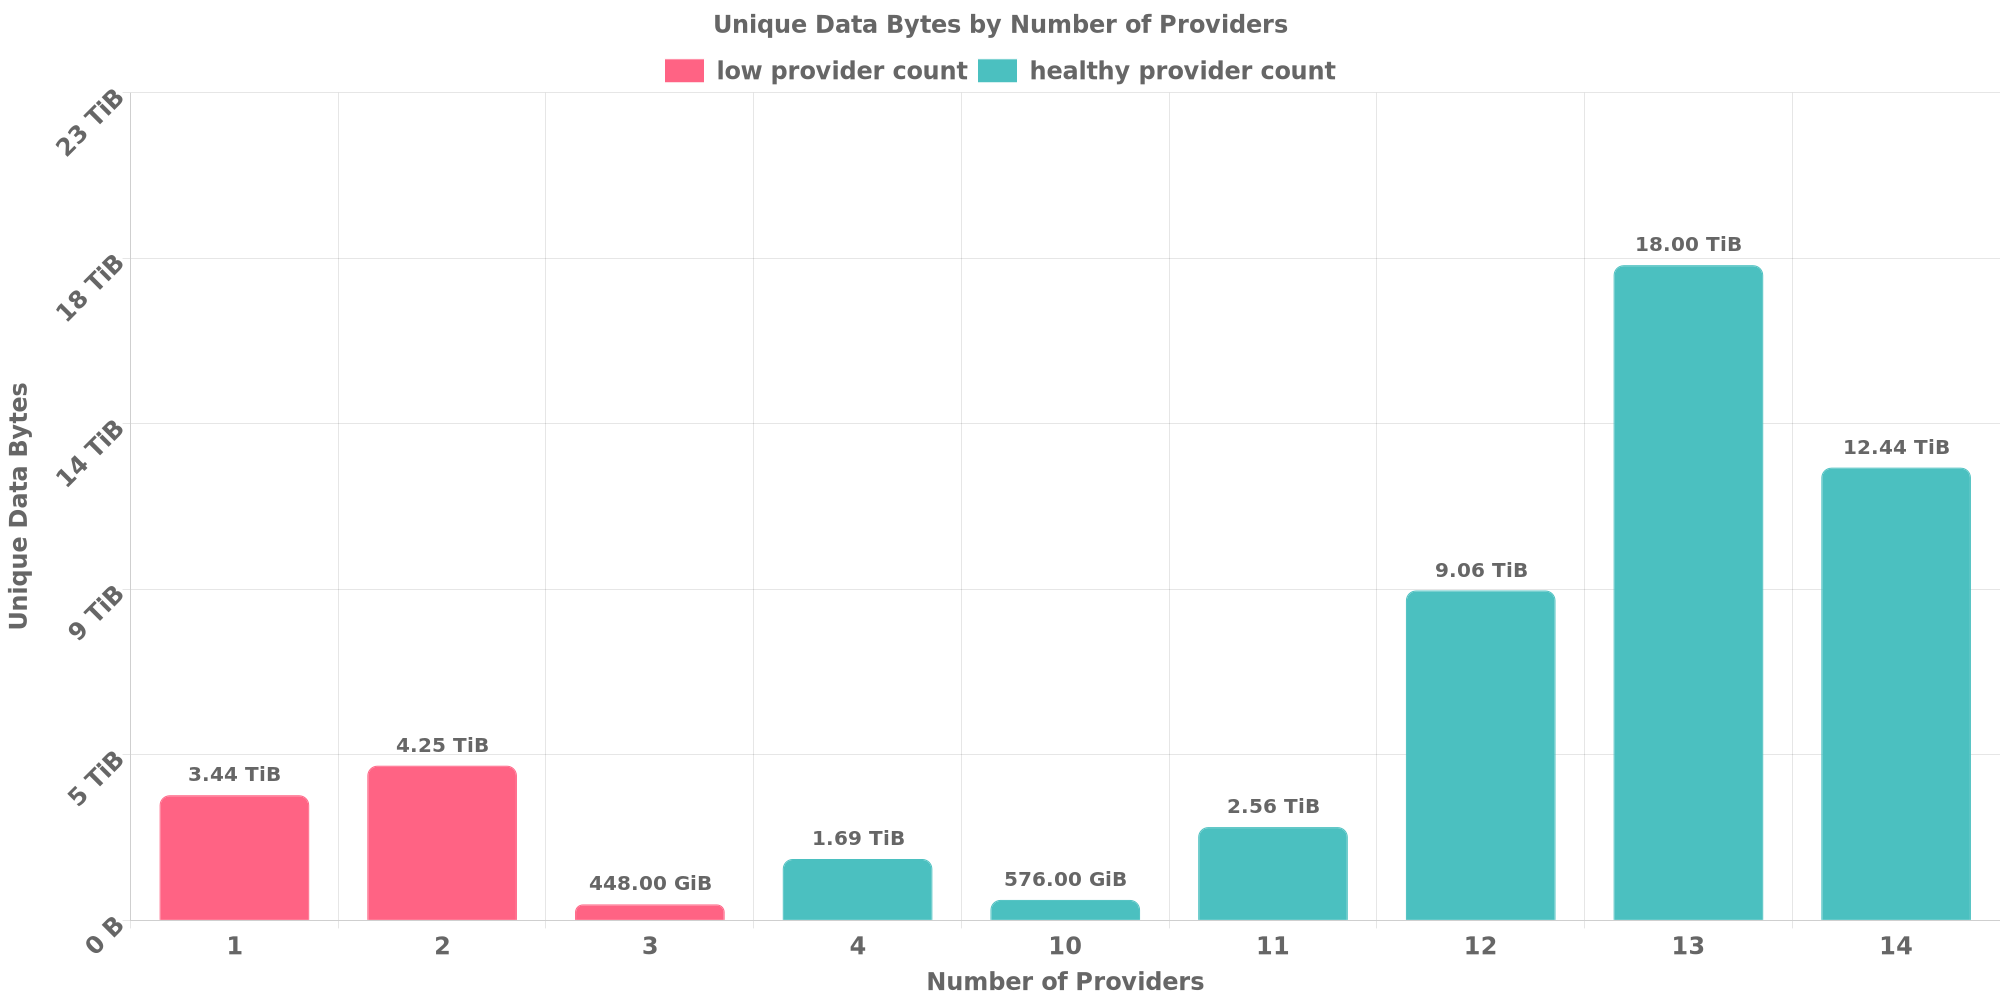 Unique Data Bytes by Number of Providers
low provider count
healthy provider count
23 TiB
18 TiB
14 TiB
9 TiB
5 TiB
0 B
Unique Data Bytes
3.44 TiB
4.25 TiB
448.00 GiB
1.69 TiB
576.00 GiB
2.56 TiB
9.06 TiB
18.00 TiB
12.44 TiB
1 2 3 4 10 11 12 13 14
Number of Providers